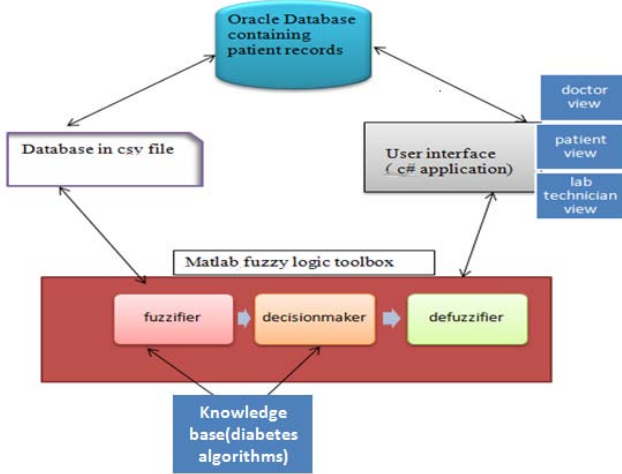 Oracle Database
containing
patient records
doctor
view
Database in csv file
User interface
( c# application)
patient
view
lab
technician
view
Matlab fuzzy logic toolbox
fuzzifier
decisionmaker
defuzzifier
Knowledge
base(diabetes
algorithms)